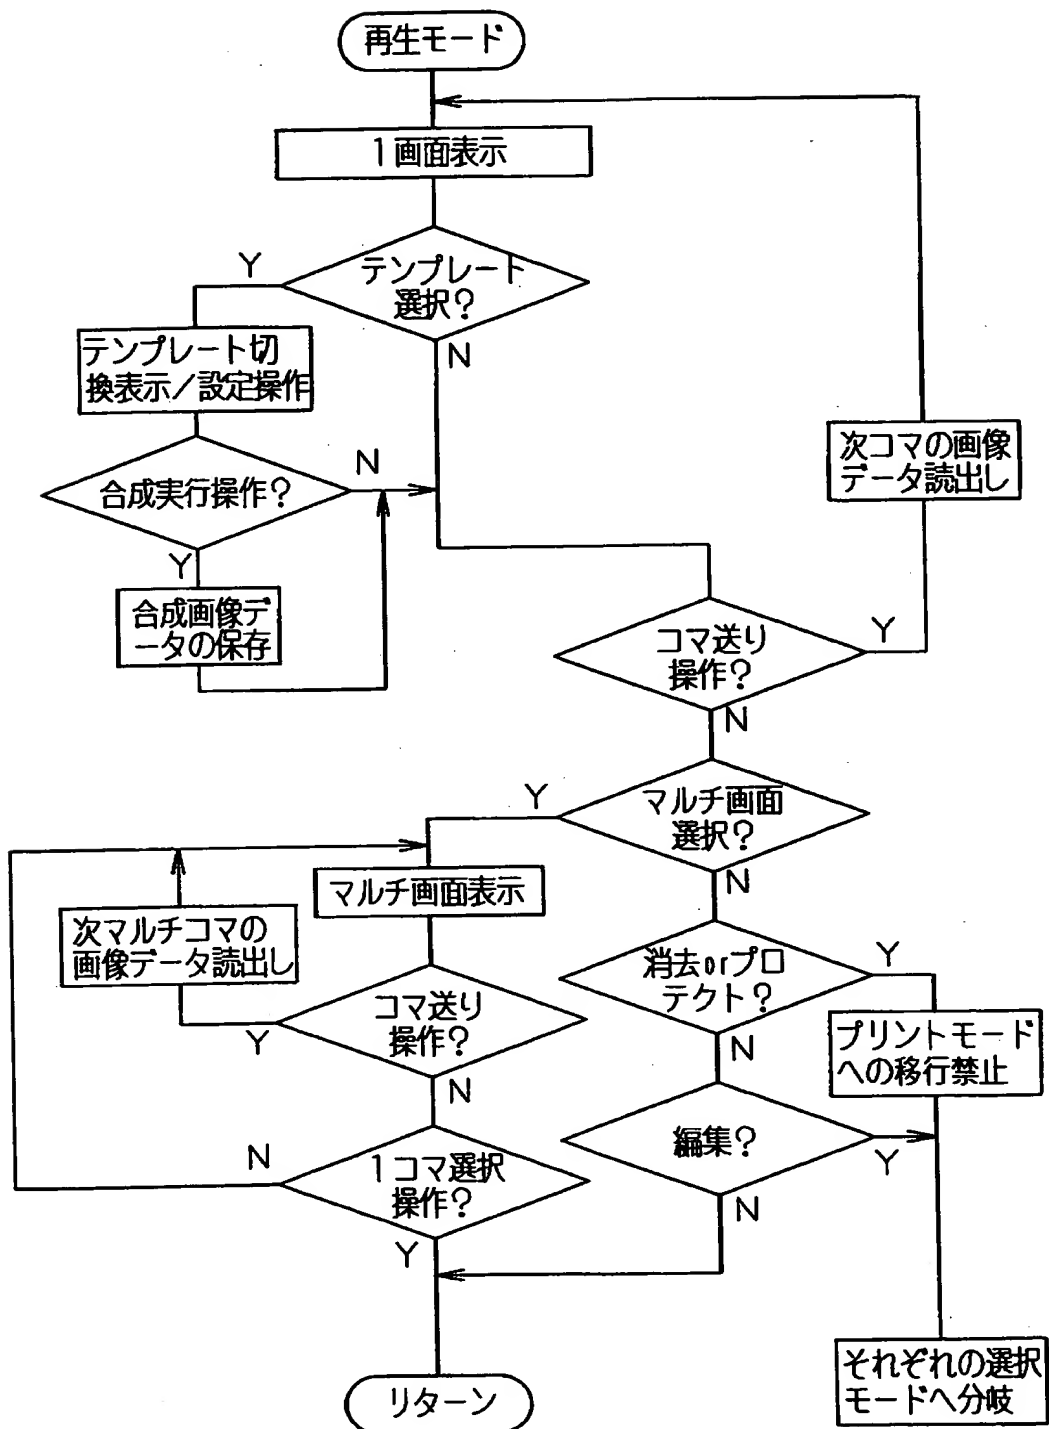 再生モード
1画面表示
Y
テンプレート
選択?
N
テンプレート切
換表示/設定操作
合成実行操作?
N
Y
合成画像デ
ータの保存
次コマの画像
データ読出し
コマ送り
操作?
Y
N
マルチ画面
選択?
Y
N
マルチ画面表示
次マルチコマの
画像データ読出し
コマ送り
操作?
Y
N
1コマ選択
操作?
N
Y
消去orプロ
テクト?
Y
N
プリントモード
への移行禁止
編集?
Y
N
それぞれの選択
モードへ分岐
リターン